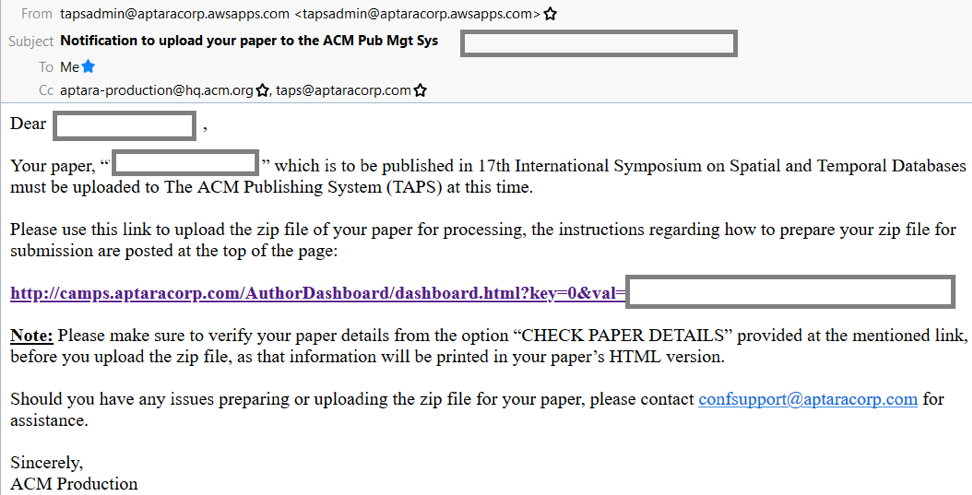 From tapsadmin@aptaracorp.awsapps.com <tapsadmin@aptaracorp.awsapps.com>
Subject Notification to upload your paper to the ACM Pub Mgt Sys
To Me
Cc aptara-production@hq.acm.org, taps@aptaracorp.com
Dear ,
Your paper, “ ” which is to be published in 17th International Symposium on Spatial and Temporal Databases
must be uploaded to The ACM Publishing System (TAPS) at this time.
Please use this link to upload the zip file of your paper for processing, the instructions regarding how to prepare your zip file for
submission are posted at the top of the page:
http://camps.aptaracorp.com/AuthorDashboard/dashboard.html?key=0&val=
Note: Please make sure to verify your paper details from the option “CHECK PAPER DETAILS” provided at the mentioned link,
before you upload the zip file, as that information will be printed in your paper’s HTML version.
Should you have any issues preparing or uploading the zip file for your paper, please contact confsupport@aptaracorp.com for
assistance.
Sincerely,
ACM Production